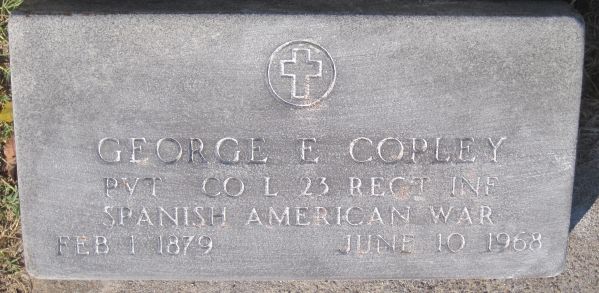 GEORGE E COPLEY
PVT CO L 23 REGT INF
SPANISH AMERICAN WAR
FEB 1 1879 JUNE 10 1968